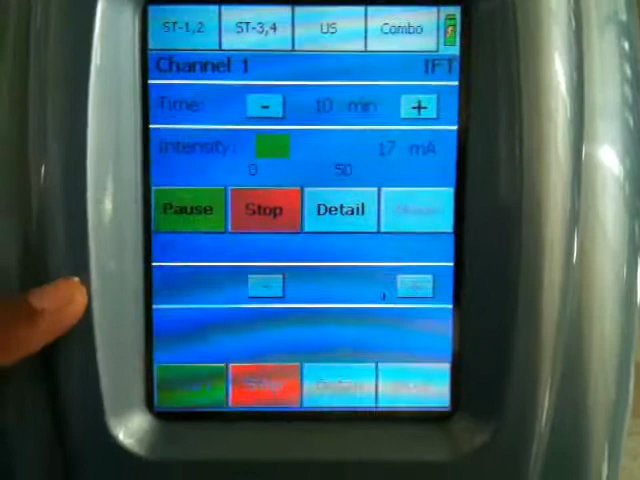 ST-1,2 ST-3,4 US Combo
Channel 1 IFT
Time: - 10 min +
Intensity: 17 mA
0 50
Pause Stop Detail
- +
Stop